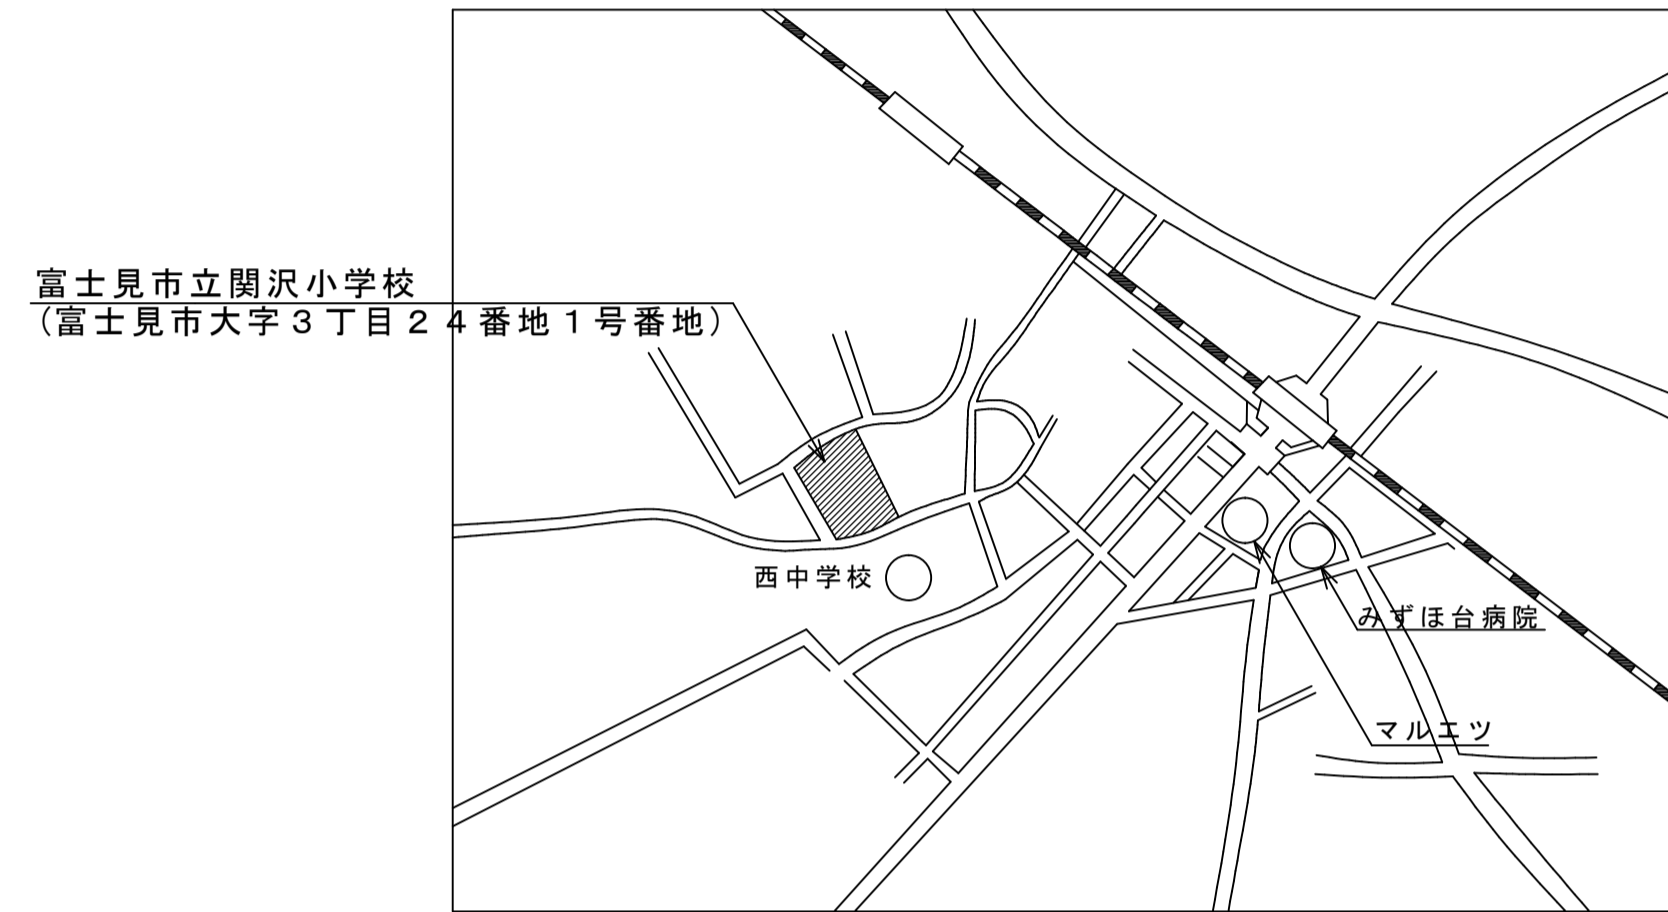 富士見市立関沢小学校
（富士見市大字３丁目２４番地１号番地）
西中学校
みずほ台病院
マルエツ